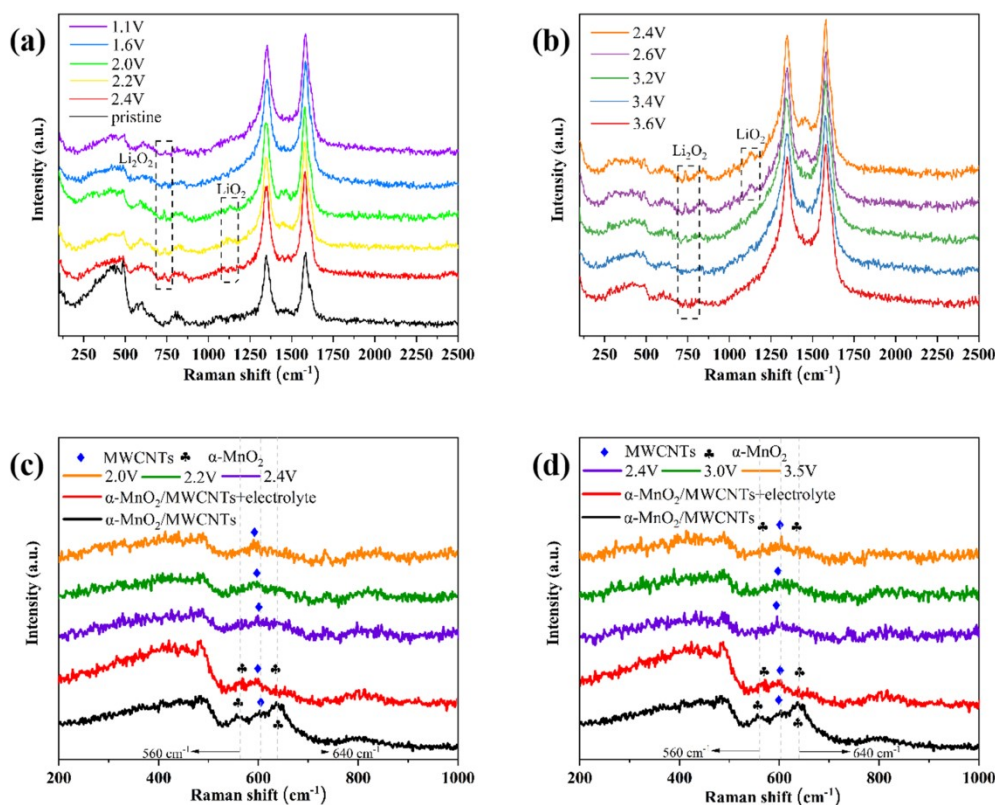 (a)
1.1V
1.6V
2.0V
2.2V
2.4V
pristine
Li2O2
LiO2
Intensity (a.u.)
250 500 750 1000 1250 1500 1750 2000 2250 2500
Raman shift (cm-1)
(b)
2.4V
2.6V
3.2V
3.4V
3.6V
Li2O2
LiO2
Intensity (a.u.)
250 500 750 1000 1250 1500 1750 2000 2250 2500
Raman shift (cm-1)
(c)
MWCNTs α-MnO2
2.0V 2.2V 2.4V
α-MnO2/MWCNTs+electrolyte
α-MnO2/MWCNTs
Intensity (a.u.)
560 cm-1 640 cm-1
200 400 600 800 1000
Raman shift (cm-1)
(d)
MWCNTs α-MnO2
2.4V 3.0V 3.5V
α-MnO2/MWCNTs+electrolyte
α-MnO2/MWCNTs
Intensity (a.u.)
560 cm-1 640 cm-1
200 400 600 800 1000
Raman shift (cm-1)